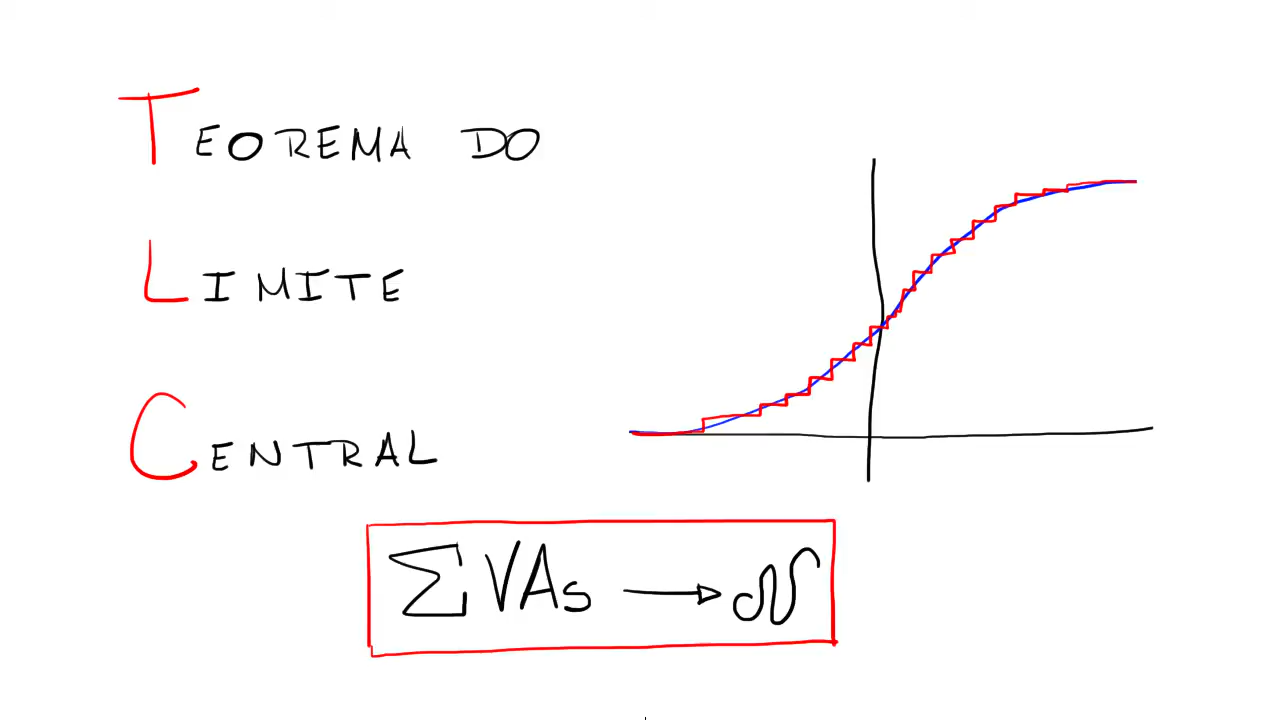 TEOREMA DO
LIMITE
CENTRAL
∑ VAs → 𝒩